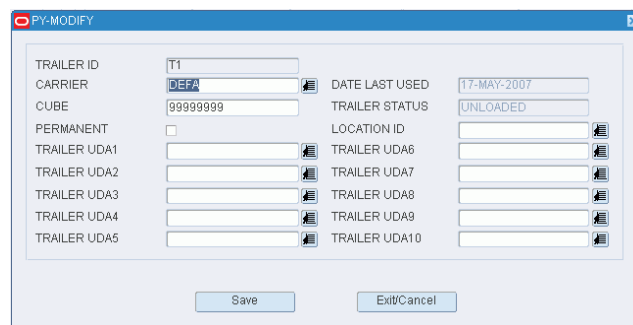 PY-MODIFY
TRAILER ID T1
CARRIER DEFA DATE LAST USED 17-MAY-2007
CUBE 99999999 TRAILER STATUS UNLOADED
PERMANENT LOCATION ID
TRAILER UDA1 TRAILER UDA6
TRAILER UDA2 TRAILER UDA7
TRAILER UDA3 TRAILER UDA8
TRAILER UDA4 TRAILER UDA9
TRAILER UDA5 TRAILER UDA10
Save Exit/Cancel